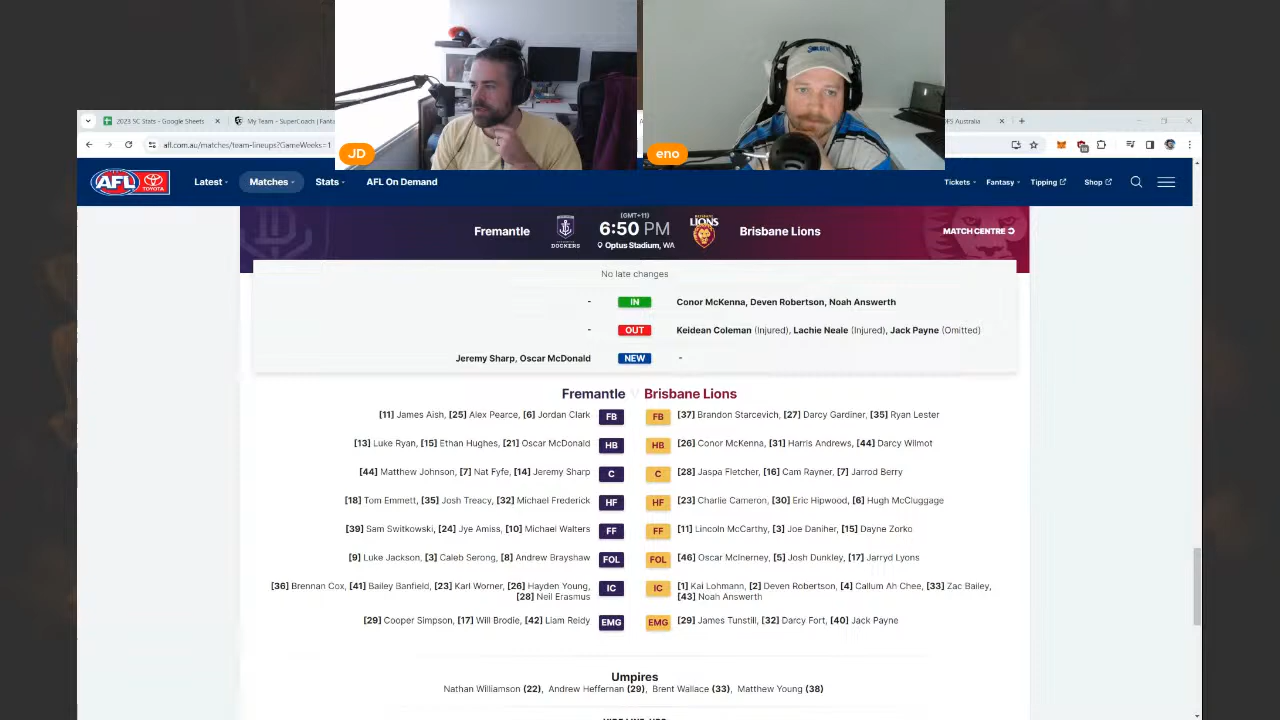 JD
eno
2023 SC Stats - Google Sheets
My Team - SuperCoach | Fanta
Australia
afl.com.au/matches/team-lineups?GameWeeks=1
AFL
TOYOTA
Latest
Matches
Stats
AFL On Demand
Tickets
Fantasy
Tipping
Shop
Fremantle
DOCKERS
(GMT+11)
6:50 PM
Optus Stadium, WA
LIONS
Brisbane Lions
MATCH CENTRE
No late changes
- IN Conor McKenna, Deven Robertson, Noah Answerth
- OUT Keidean Coleman (Injured), Lachie Neale (Injured), Jack Payne (Omitted)
Jeremy Sharp, Oscar McDonald NEW -
Fremantle V Brisbane Lions
[11] James Aish, [25] Alex Pearce, [6] Jordan Clark FB FB [37] Brandon Starcevich, [27] Darcy Gardiner, [35] Ryan Lester
[13] Luke Ryan, [15] Ethan Hughes, [21] Oscar McDonald HB HB [26] Conor McKenna, [31] Harris Andrews, [44] Darcy Wilmot
[44] Matthew Johnson, [7] Nat Fyfe, [14] Jeremy Sharp C C [28] Jaspa Fletcher, [16] Cam Rayner, [7] Jarrod Berry
[18] Tom Emmett, [35] Josh Treacy, [32] Michael Frederick HF HF [23] Charlie Cameron, [30] Eric Hipwood, [6] Hugh McCluggage
[39] Sam Switkowski, [24] Jye Amiss, [10] Michael Walters FF FF [11] Lincoln McCarthy, [3] Joe Daniher, [15] Dayne Zorko
[9] Luke Jackson, [3] Caleb Serong, [8] Andrew Brayshaw FOL FOL [46] Oscar McInerney, [5] Josh Dunkley, [17] Jarryd Lyons
[36] Brennan Cox, [41] Bailey Banfield, [23] Karl Worner, [26] Hayden Young, IC IC [1] Kai Lohmann, [2] Deven Robertson, [4] Callum Ah Chee, [33] Zac Bailey,
[28] Neil Erasmus [43] Noah Answerth
[29] Cooper Simpson, [17] Will Brodie, [42] Liam Reidy EMG EMG [29] James Tunstill, [32] Darcy Fort, [40] Jack Payne
Umpires
Nathan Williamson (22), Andrew Heffernan (29), Brent Wallace (33), Matthew Young (38)